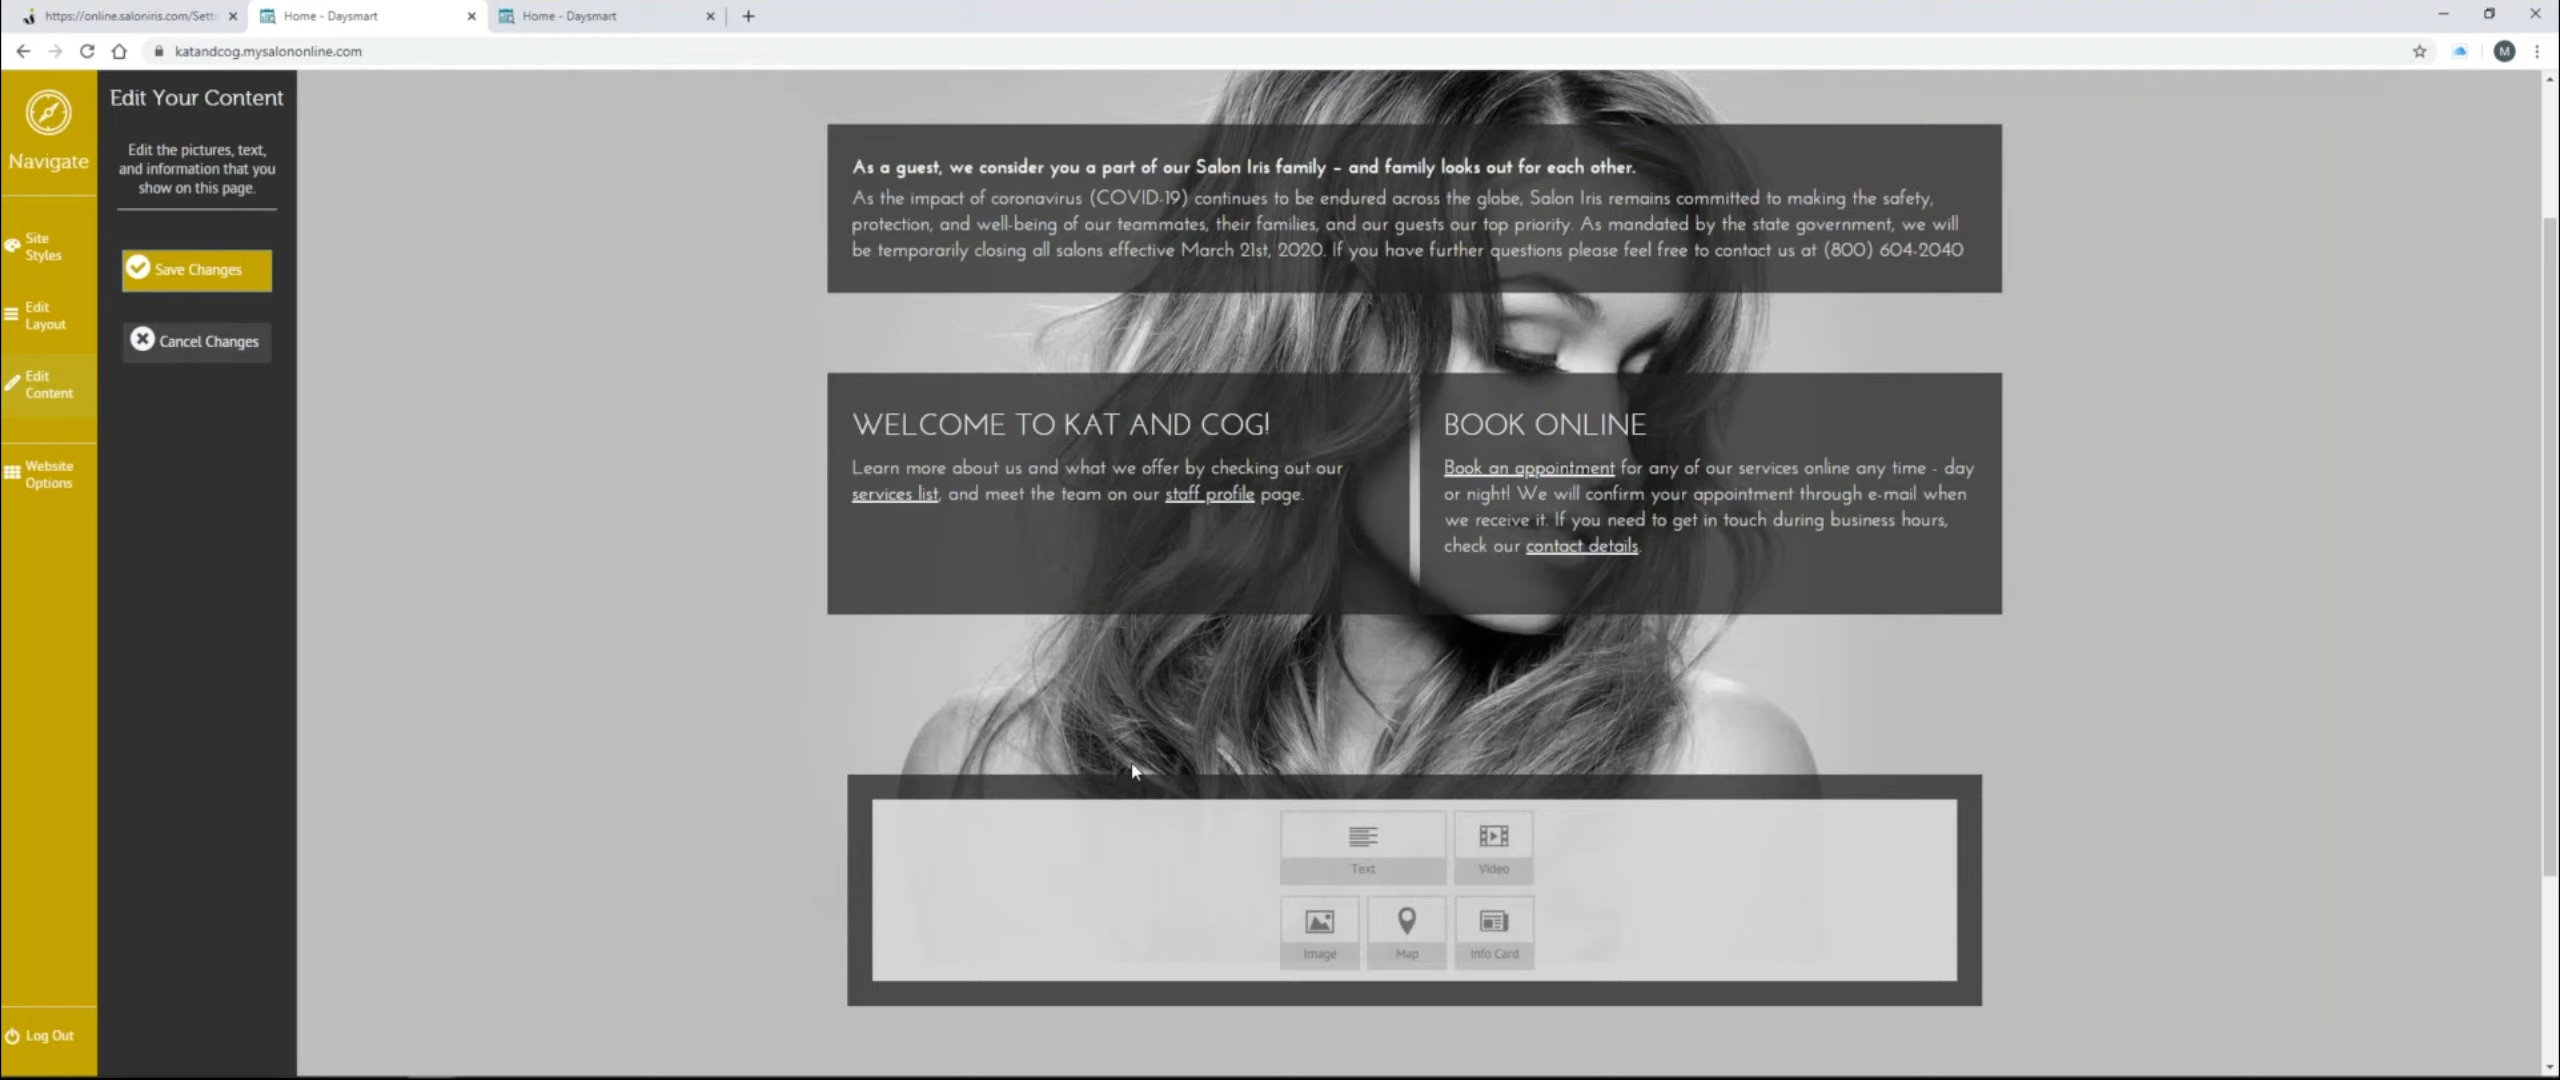 https://online.saloniris.com/Sett
Home - Daysmart
Home - Daysmart
katandcog.mysalononline.com
M
Navigate
Site
Styles
Edit
Layout
Edit
Content
Website
Options
Log Out
Edit Your Content
Edit the pictures, text,
and information that you
show on this page.
Save Changes
Cancel Changes
As a guest, we consider you a part of our Salon Iris family – and family looks out for each other.
As the impact of coronavirus (COVID-19) continues to be endured across the globe, Salon Iris remains committed to making the safety,
protection, and well-being of our teammates, their families, and our guests our top priority. As mandated by the state government, we will
be temporarily closing all salons effective March 21st, 2020. If you have further questions please feel free to contact us at (800) 604-2040
WELCOME TO KAT AND COG!
Learn more about us and what we offer by checking out our
services list, and meet the team on our staff profile page.
BOOK ONLINE
Book an appointment for any of our services online any time - day
or night! We will confirm your appointment through e-mail when
we receive it. If you need to get in touch during business hours,
check our contact details.
Text
Video
Image
Map
Info Card